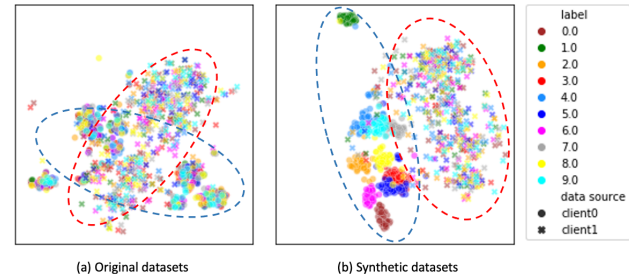 label
0.0
1.0
2.0
3.0
4.0
5.0
6.0
7.0
8.0
9.0
data source
client0
client1
(a) Original datasets
(b) Synthetic datasets